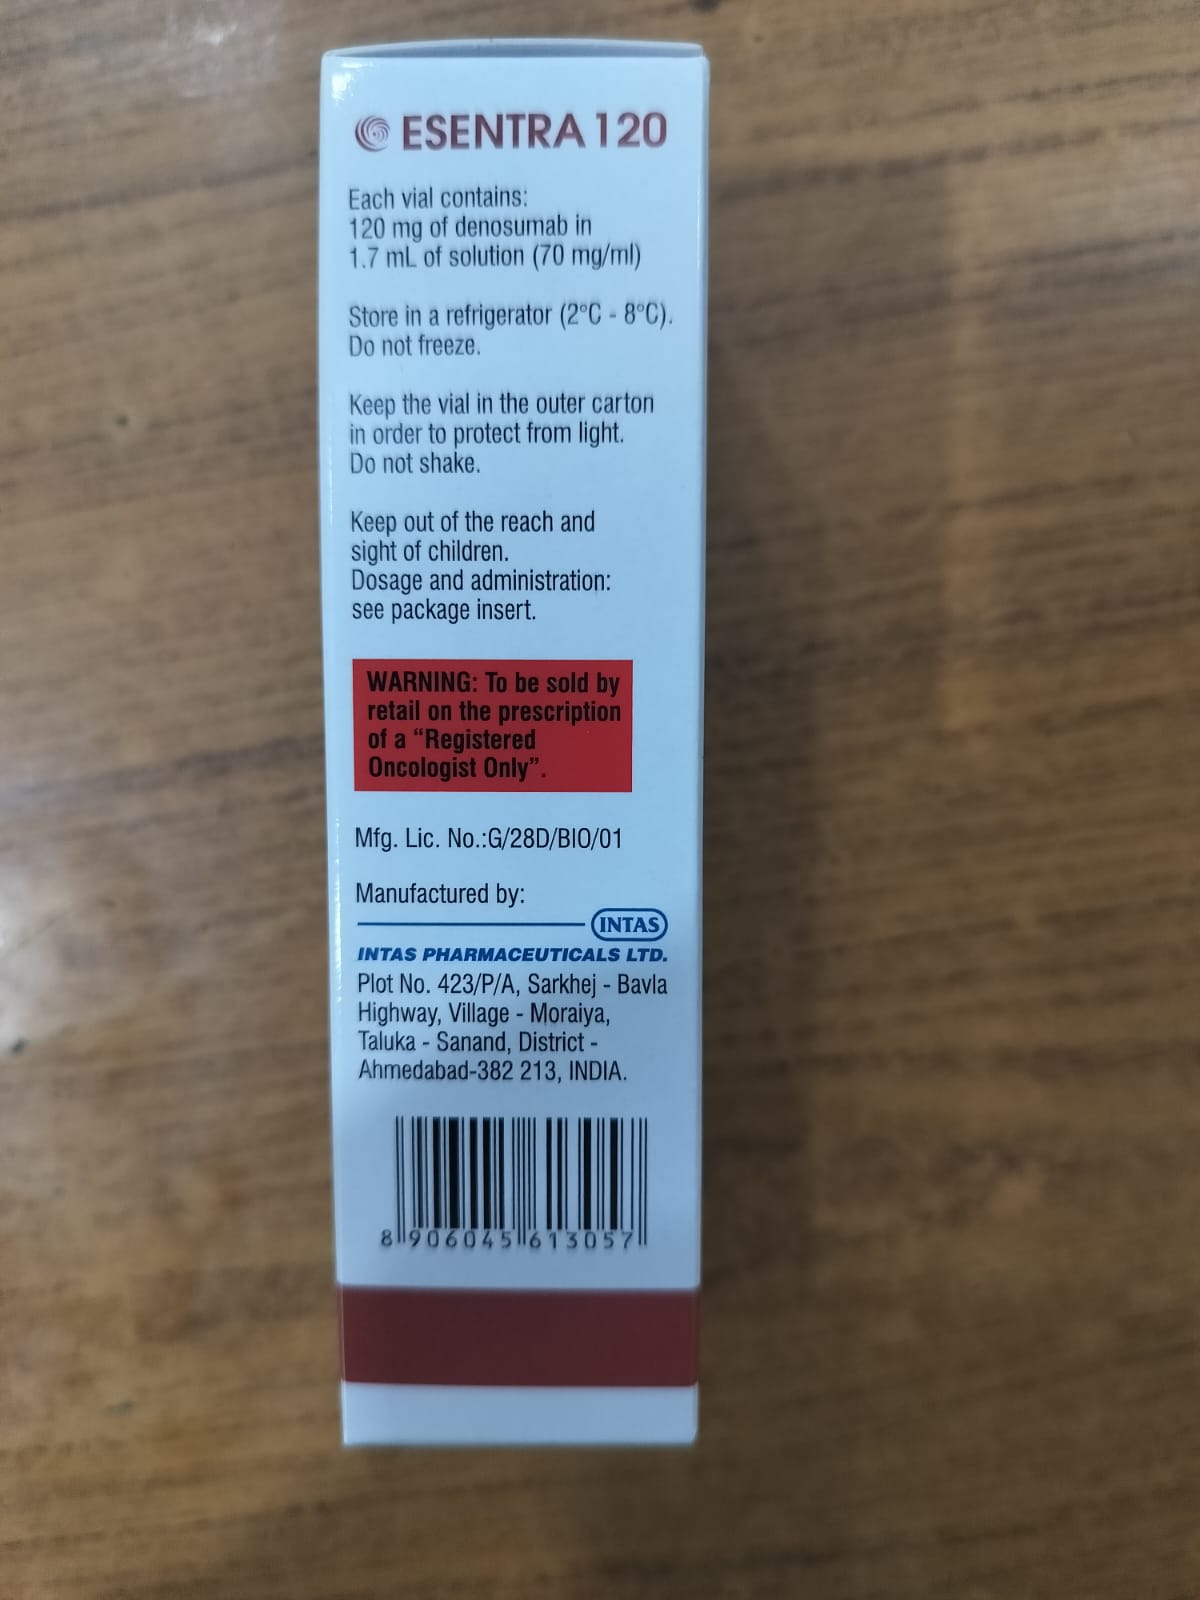 ESENTRA 120
Each vial contains:
120 mg of denosumab in
1.7 mL of solution (70 mg/ml)
Store in a refrigerator (2°C - 8°C).
Do not freeze.
Keep the vial in the outer carton
in order to protect from light.
Do not shake.
Keep out of the reach and
sight of children.
Dosage and administration:
see package insert.
WARNING: To be sold by
retail on the prescription
of a “Registered
Oncologist Only”.
Mfg. Lic. No.:G/28D/BIO/01
Manufactured by:
INTAS
INTAS PHARMACEUTICALS LTD.
Plot No. 423/P/A, Sarkhej - Bavla
Highway, Village - Moraiya,
Taluka - Sanand, District -
Ahmedabad-382 213, INDIA.
8 906045 613057